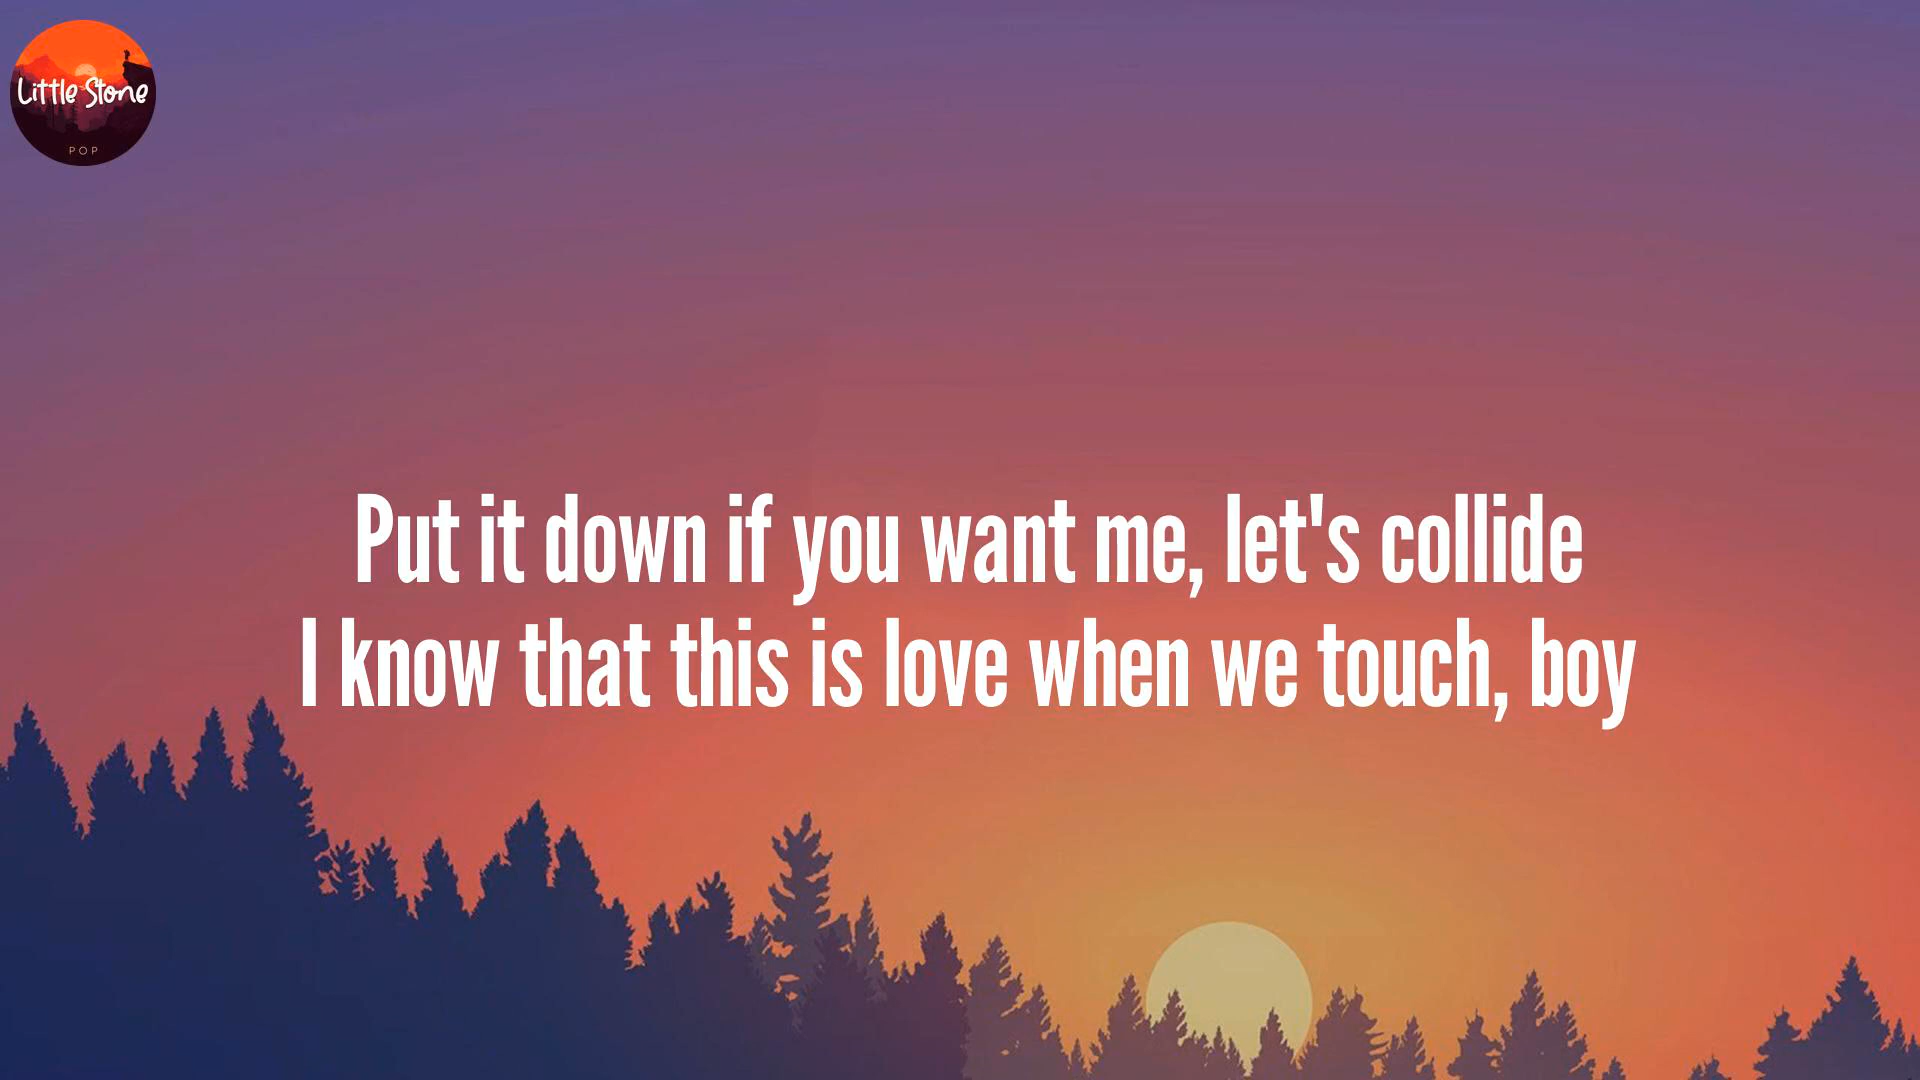 Little Stone
POP
Put it down if you want me, let's collide
I know that this is love when we touch, boy